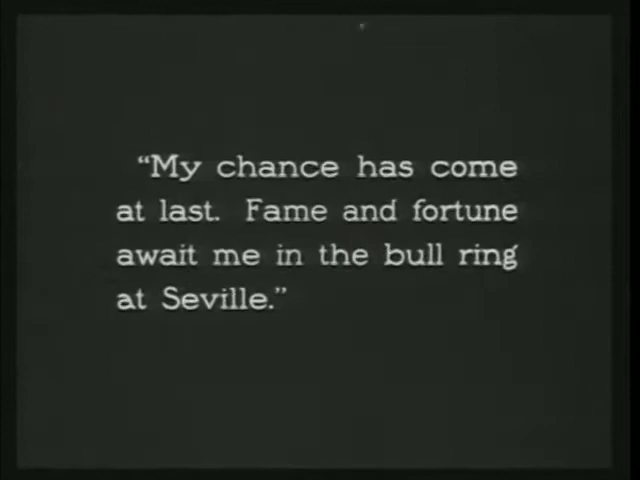 “My chance has come
at last. Fame and fortune
await me in the bull ring
at Seville.”